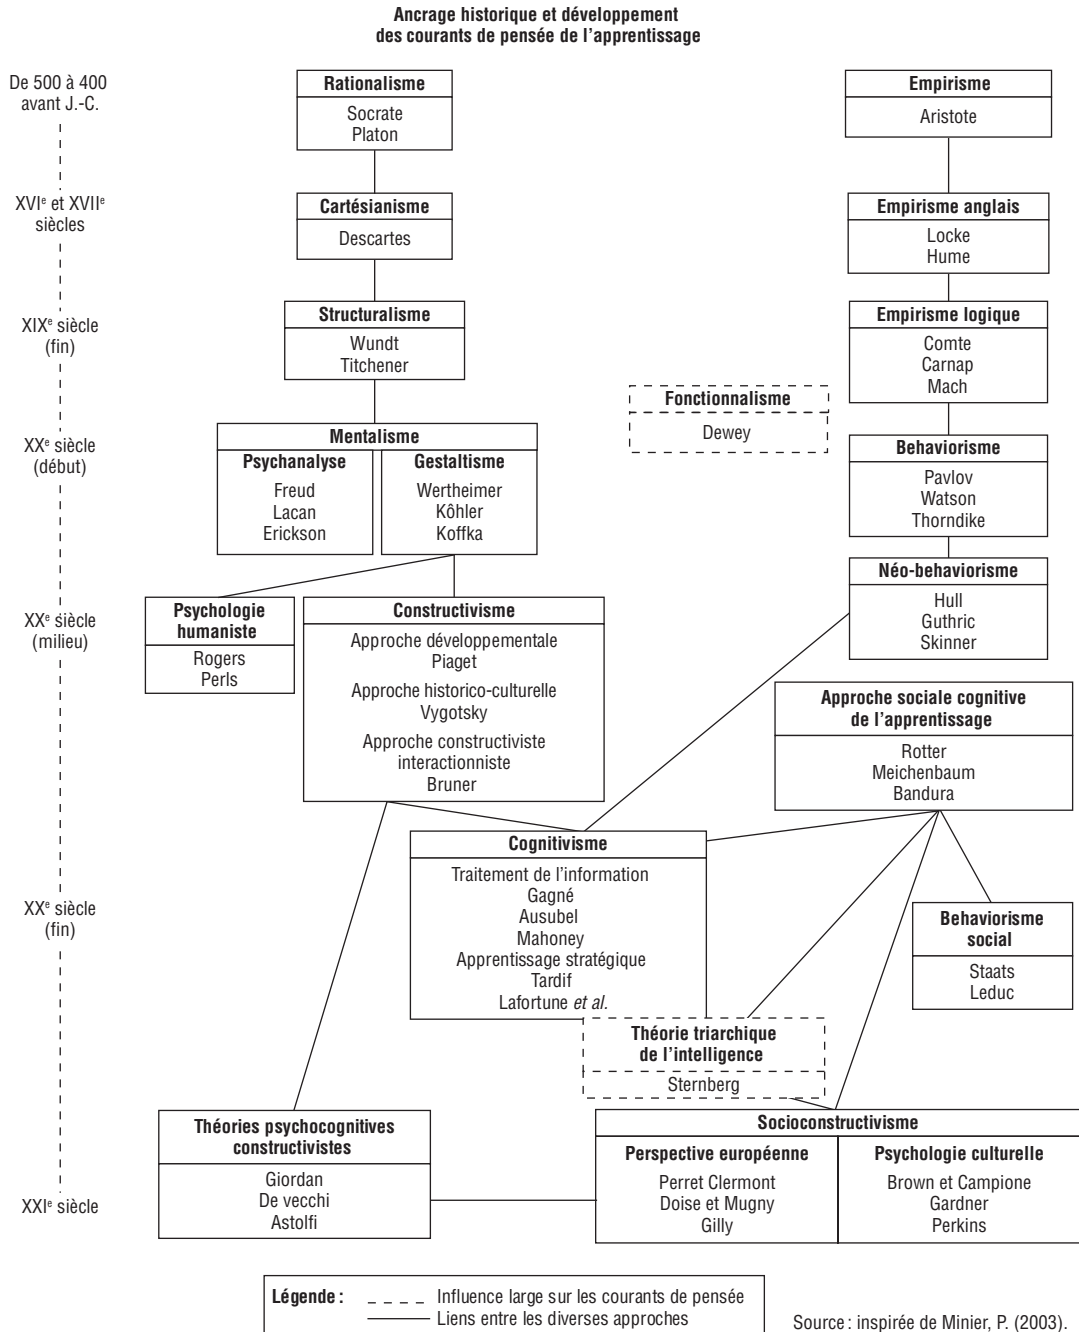 Ancrage historique et développement
des courants de pensée de l'apprentissage
De 500 à 400
avant J.-C.
Rationalisme
Socrate
Platon
Empirisme
Aristote
XVIe et XVIIe
siècles
Cartésianisme
Descartes
Empirisme anglais
Locke
Hume
XIXe siècle
(fin)
Structuralisme
Wundt
Titchener
Empirisme logique
Comte
Carnap
Mach
Fonctionnalisme
Dewey
XXe siècle
(début)
Mentalisme
Psychanalyse
Freud
Lacan
Erickson
Gestaltisme
Wertheimer
Kôhler
Koffka
Behaviorisme
Pavlov
Watson
Thorndike
Néo-behaviorisme
Hull
Guthric
Skinner
XXe siècle
(milieu)
Psychologie
humaniste
Rogers
Perls
Constructivisme
Approche développementale
Piaget
Approche historico-culturelle
Vygotsky
Approche constructiviste
interactionniste
Bruner
Approche sociale cognitive
de l'apprentissage
Rotter
Meichenbaum
Bandura
XXe siècle
(fin)
Cognitivisme
Traitement de l'information
Gagné
Ausubel
Mahoney
Apprentissage stratégique
Tardif
Lafortune et al.
Behaviorisme
social
Staats
Leduc
Théorie triarchique
de l'intelligence
Sternberg
XXIe siècle
Théories psychocognitives
constructivistes
Giordan
De vecchi
Astolfi
Socioconstructivisme
Perspective européenne
Perret Clermont
Doise et Mugny
Gilly
Psychologie culturelle
Brown et Campione
Gardner
Perkins
Légende :
Influence large sur les courants de pensée
Liens entre les diverses approches
Source : inspirée de Minier, P. (2003).